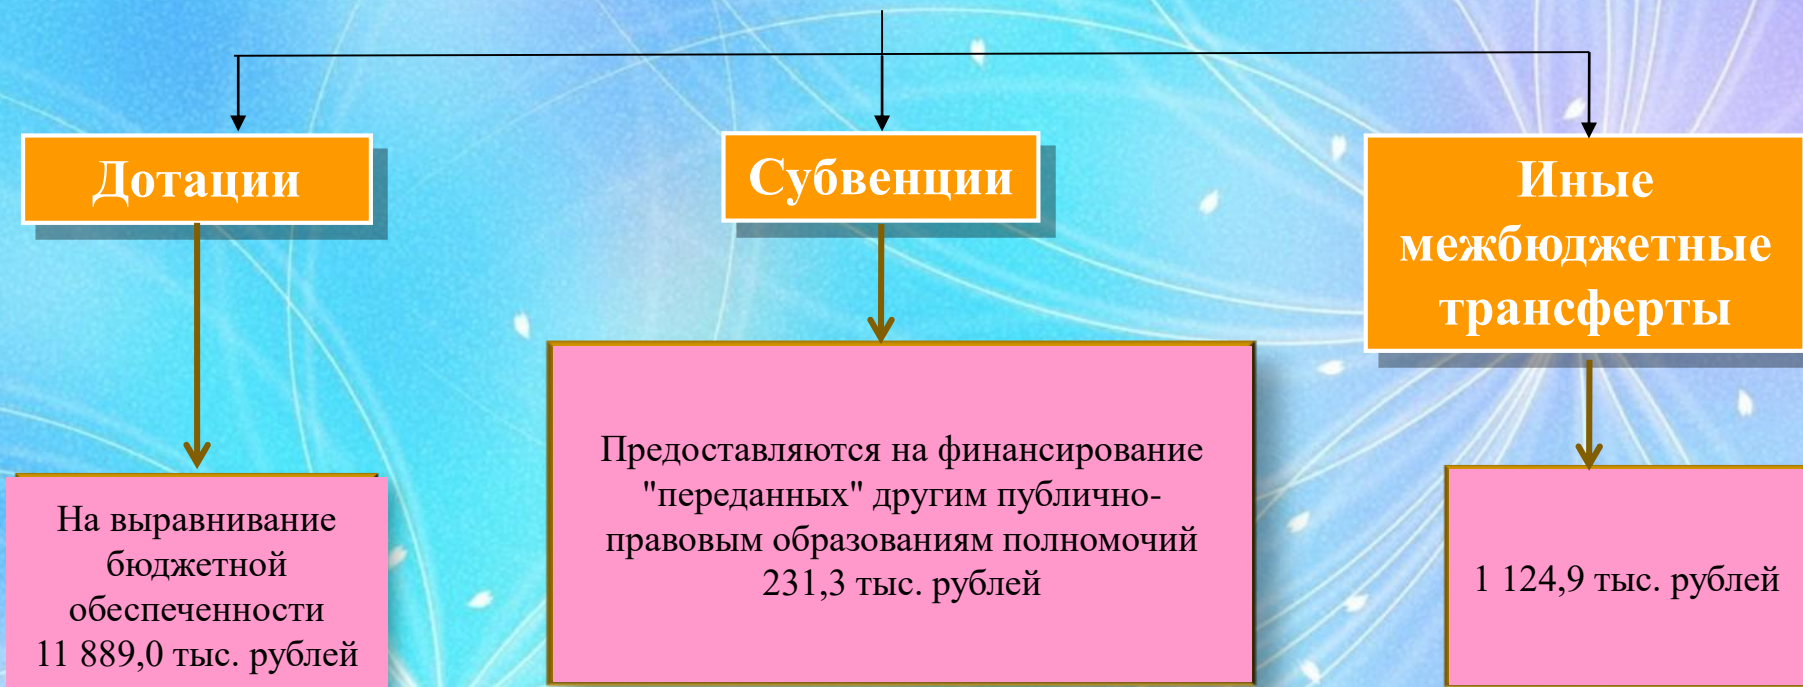 Дотации
Субвенции
Иные
межбюджетные
трансферты
На выравнивание
бюджетной
обеспеченности
11 889,0 тыс. рублей
Предоставляются на финансирование
"переданных" другим публично-
правовым образованиям полномочий
231,3 тыс. рублей
1 124,9 тыс. рублей